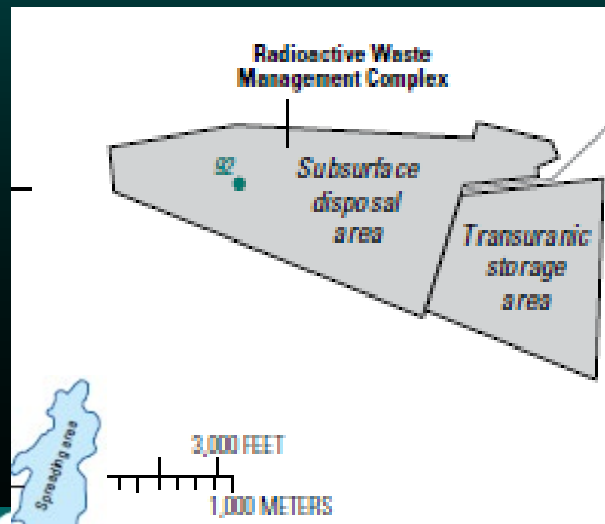 Radioactive Waste
Management Complex
92
Subsurface
disposal
area
Transuranic
storage
area
Spreading area
3,000 FEET
1,000 METERS